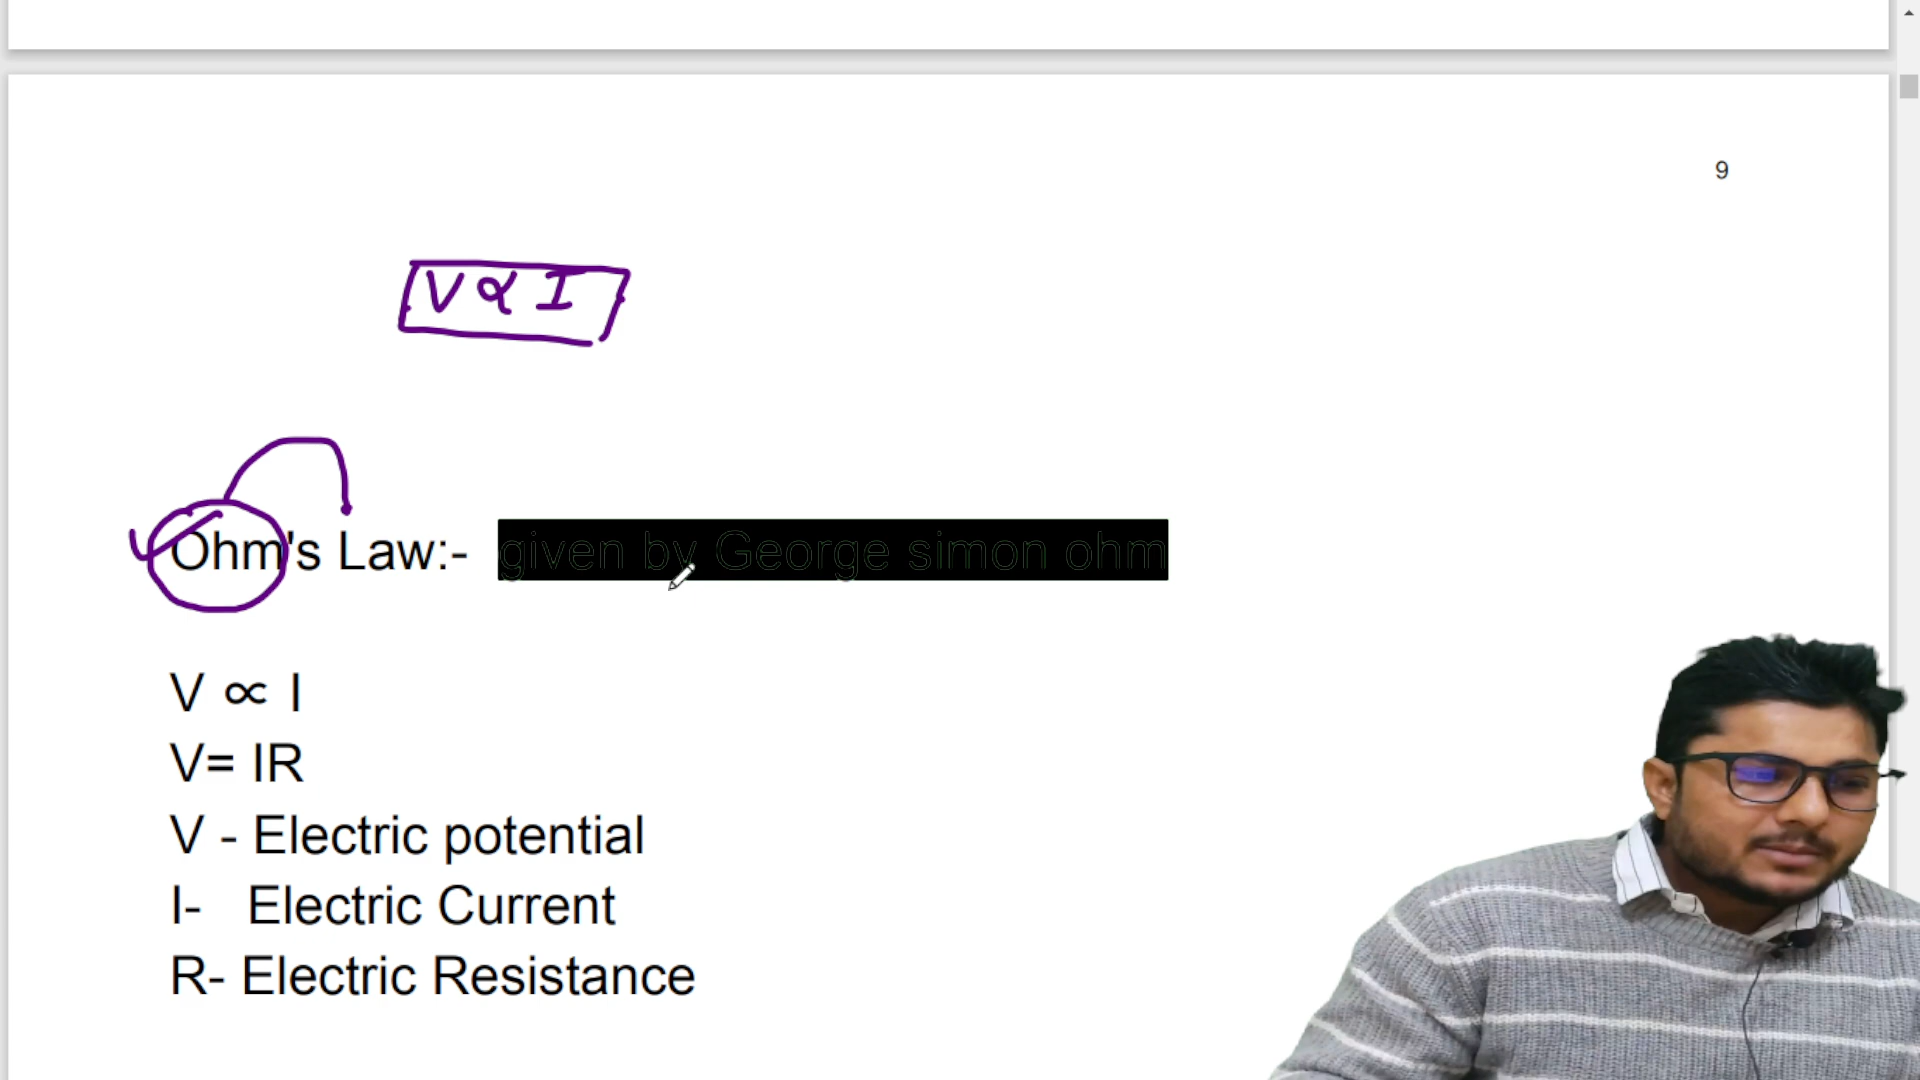 9
V ∝ I
Ohm's Law:- given by George simon ohm
V ∝ I
V= IR
V - Electric potential
I- Electric Current
R- Electric Resistance